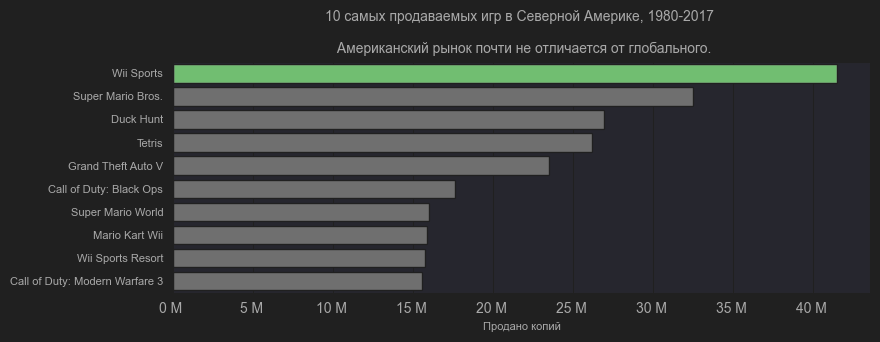 10 самых продаваемых игр в Северной Америке, 1980-2017
Американский рынок почти не отличается от глобального.
Wii Sports
Super Mario Bros.
Duck Hunt
Tetris
Grand Theft Auto V
Call of Duty: Black Ops
Super Mario World
Mario Kart Wii
Wii Sports Resort
Call of Duty: Modern Warfare 3
0 M 5 M 10 M 15 M 20 M 25 M 30 M 35 M 40 M
Продано копий